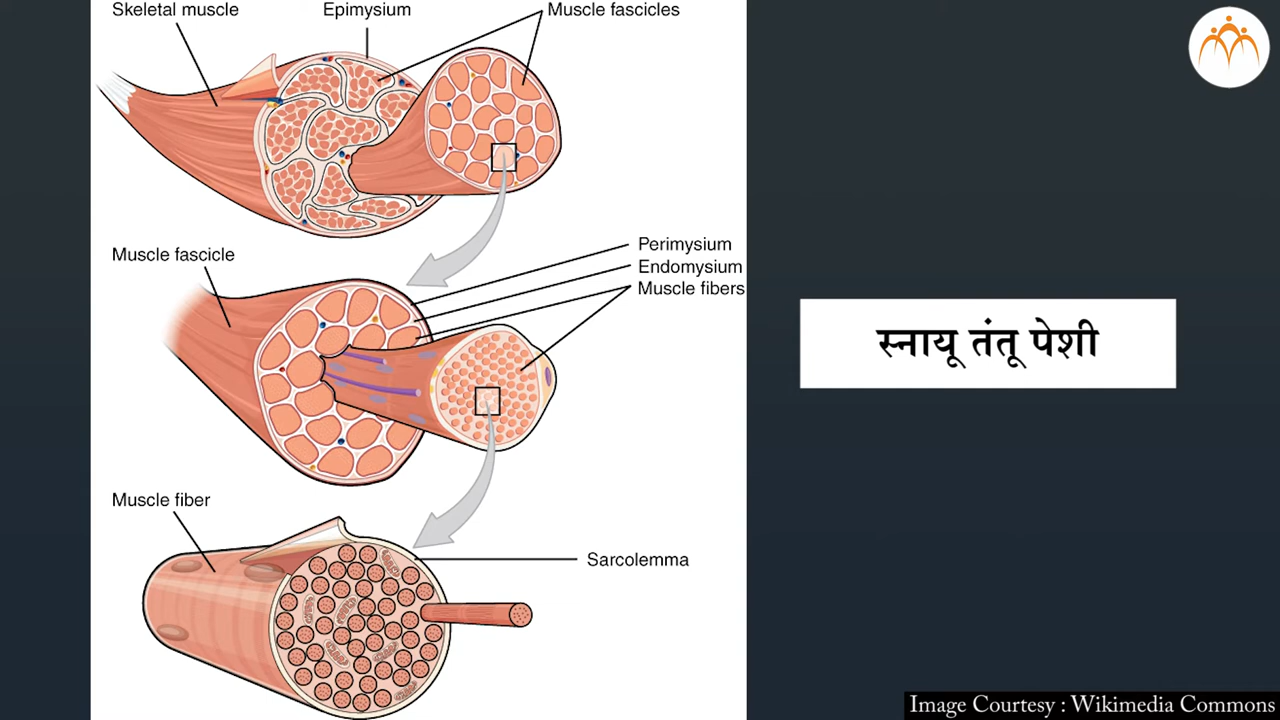 Skeletal muscle
Epimysium
Muscle fascicles
Muscle fascicle
Perimysium
Endomysium
Muscle fibers
स्नायू तंतू पेशी
Muscle fiber
Sarcolemma
Image Courtesy : Wikimedia Commons